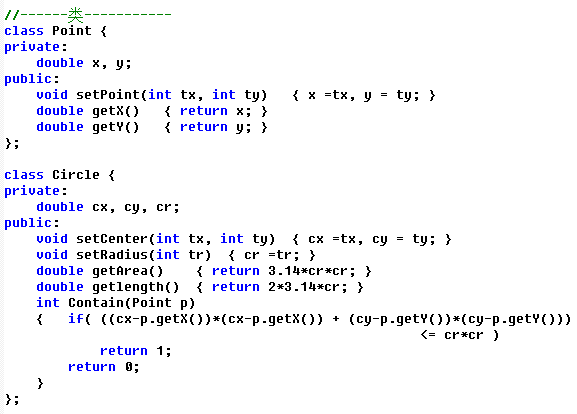 //------类-----------
class Point {
private:
    double x, y;
public:
    void setPoint(int tx, int ty)   { x =tx, y = ty; }
    double getX()   { return x; }
    double getY()   { return y; }
};

class Circle {
private:
    double cx, cy, cr;
public:
    void setCenter(int tx, int ty)  { cx =tx, cy = ty; }
    void setRadius(int tr)  { cr =tr; }
    double getArea()    { return 3.14*cr*cr; }
    double getlength()  { return 2*3.14*cr; }
    int Contain(Point p)
    {   if( ((cx-p.getX())*(cx-p.getX()) + (cy-p.getY())*(cy-p.getY()))
                                                    <= cr*cr )
            return 1;
        return 0;
    }
};